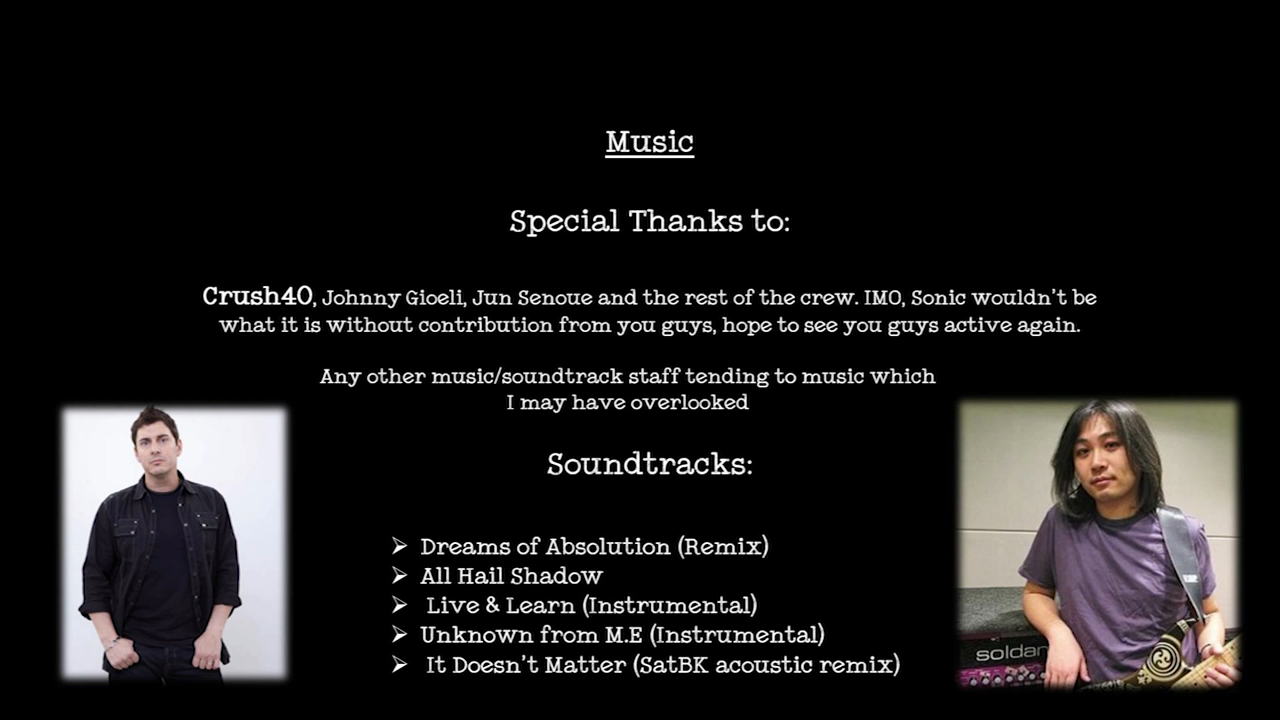 Music
Special Thanks to:
Crush40, Johnny Gioeli, Jun Senoue and the rest of the crew. IMO, Sonic wouldn't be
what it is without contribution from you guys, hope to see you guys active again.
Any other music/soundtrack staff tending to music which
I may have overlooked
Soundtracks:
➢ Dreams of Absolution (Remix)
➢ All Hail Shadow
➢ Live & Learn (Instrumental)
➢ Unknown from M.E (Instrumental)
➢ It Doesn't Matter (SatBK acoustic remix)
soldan